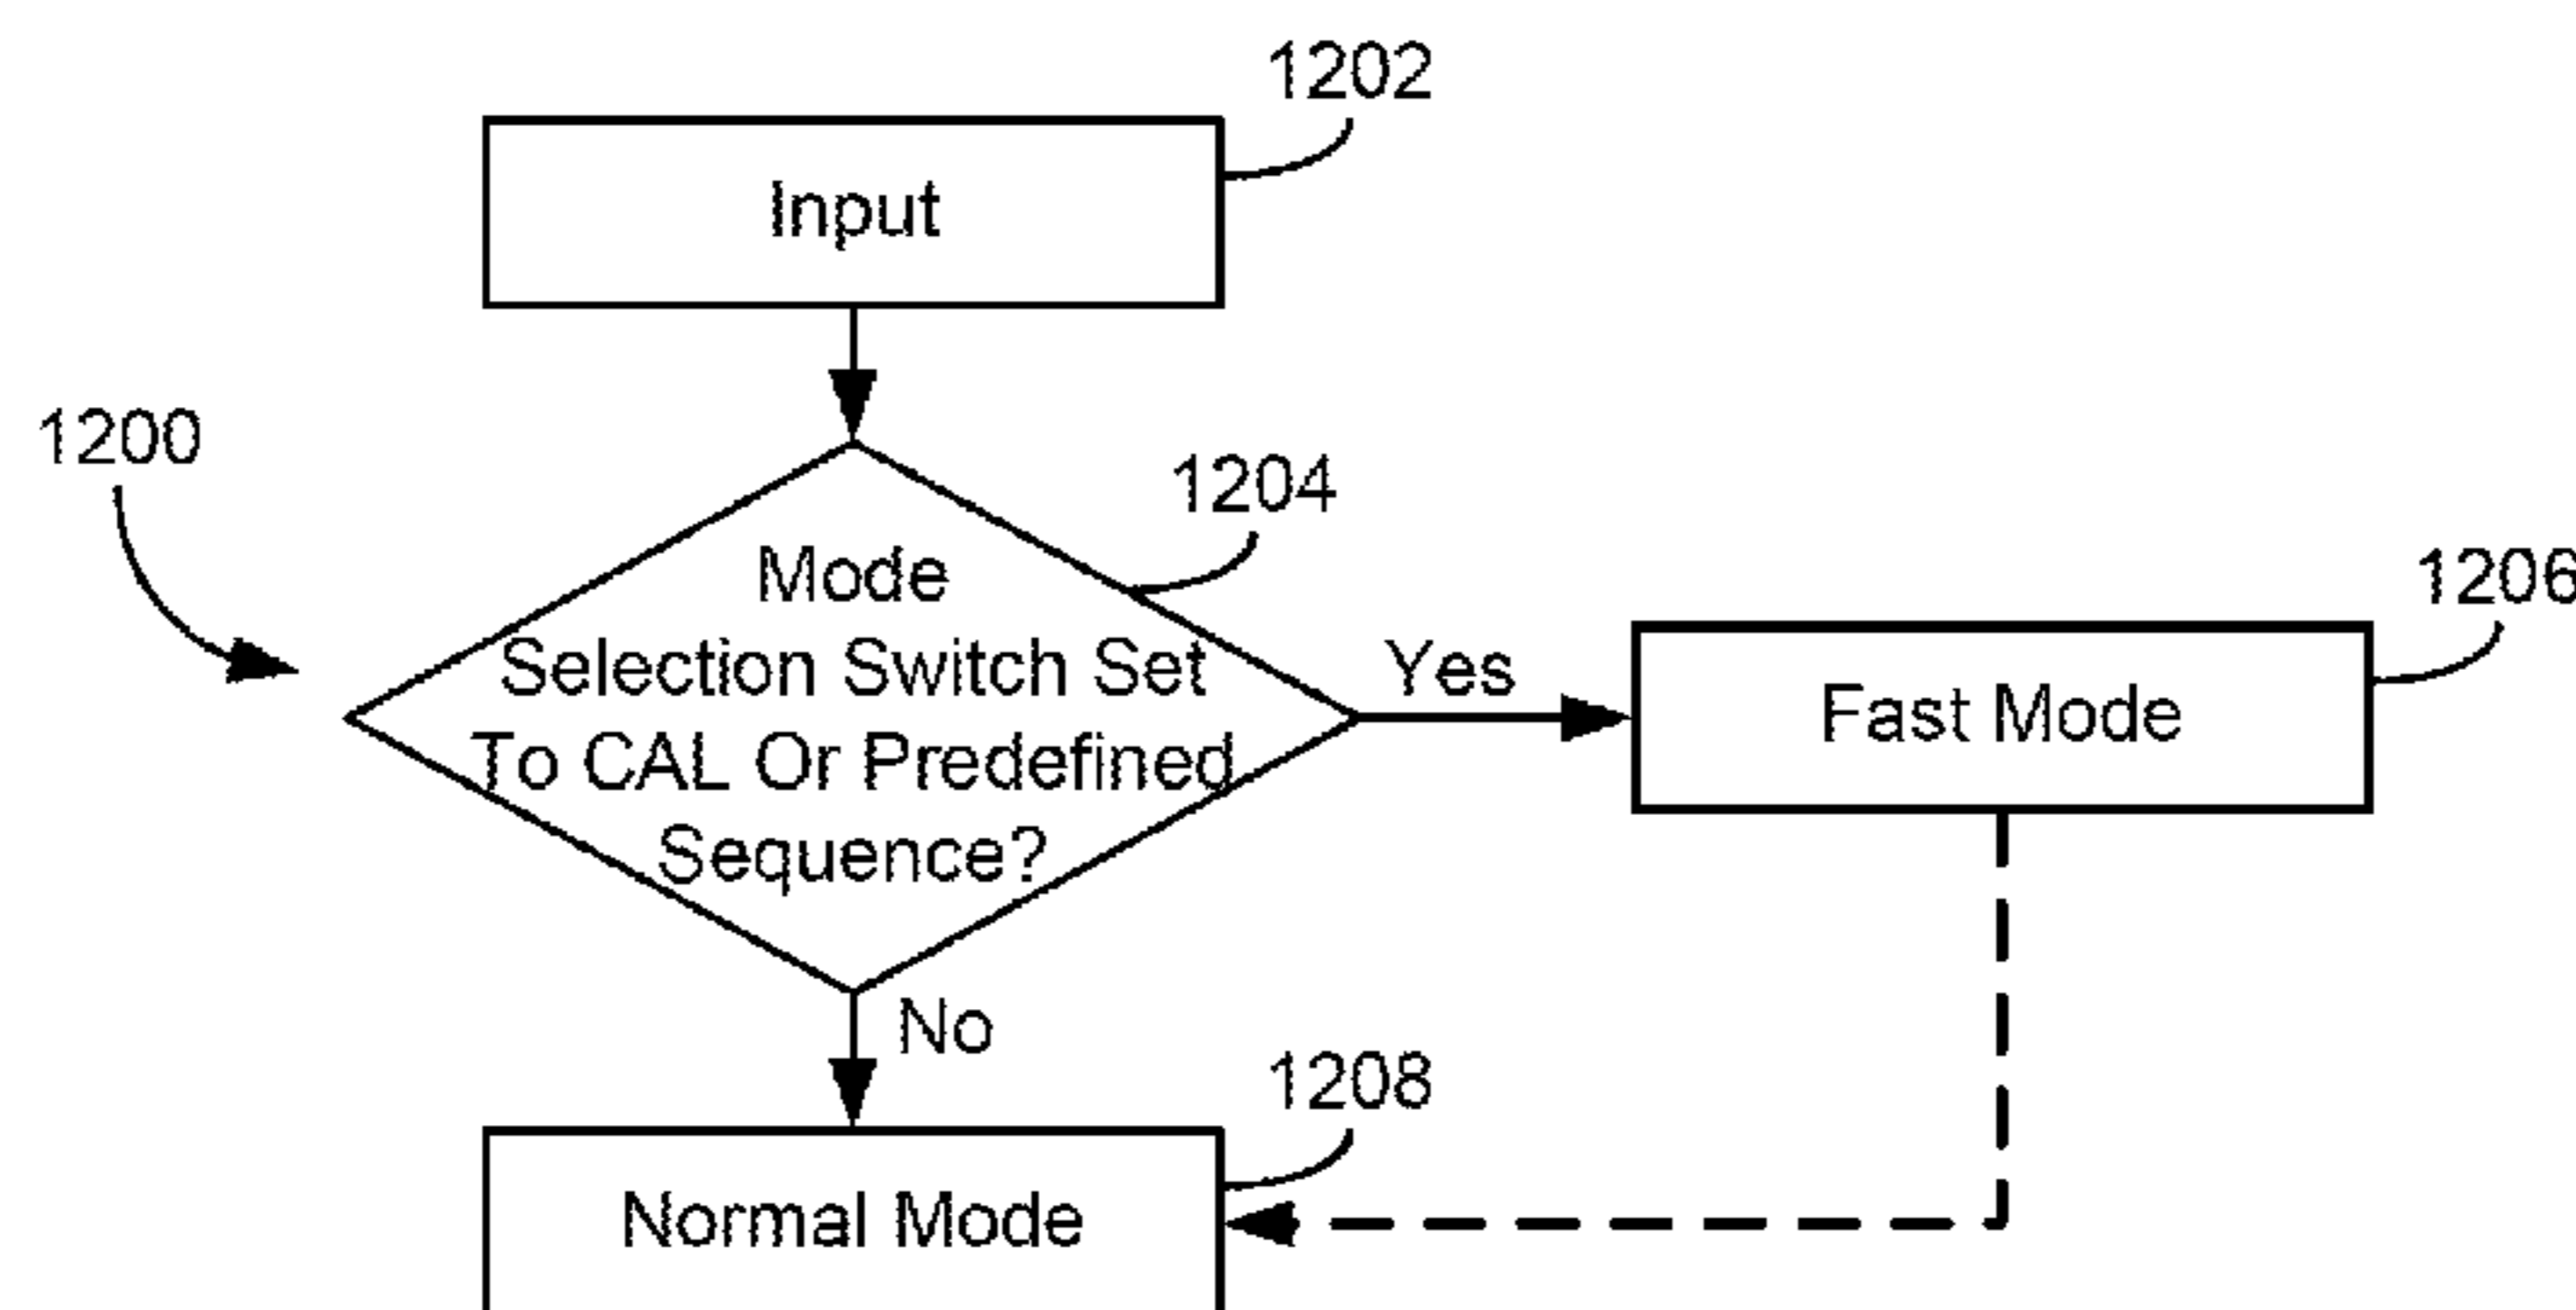 1202
Input
1200
1204
Mode
Selection Switch Set
To CAL Or Predefined
Sequence?
Yes
1206
Fast Mode
No
1208
Normal Mode